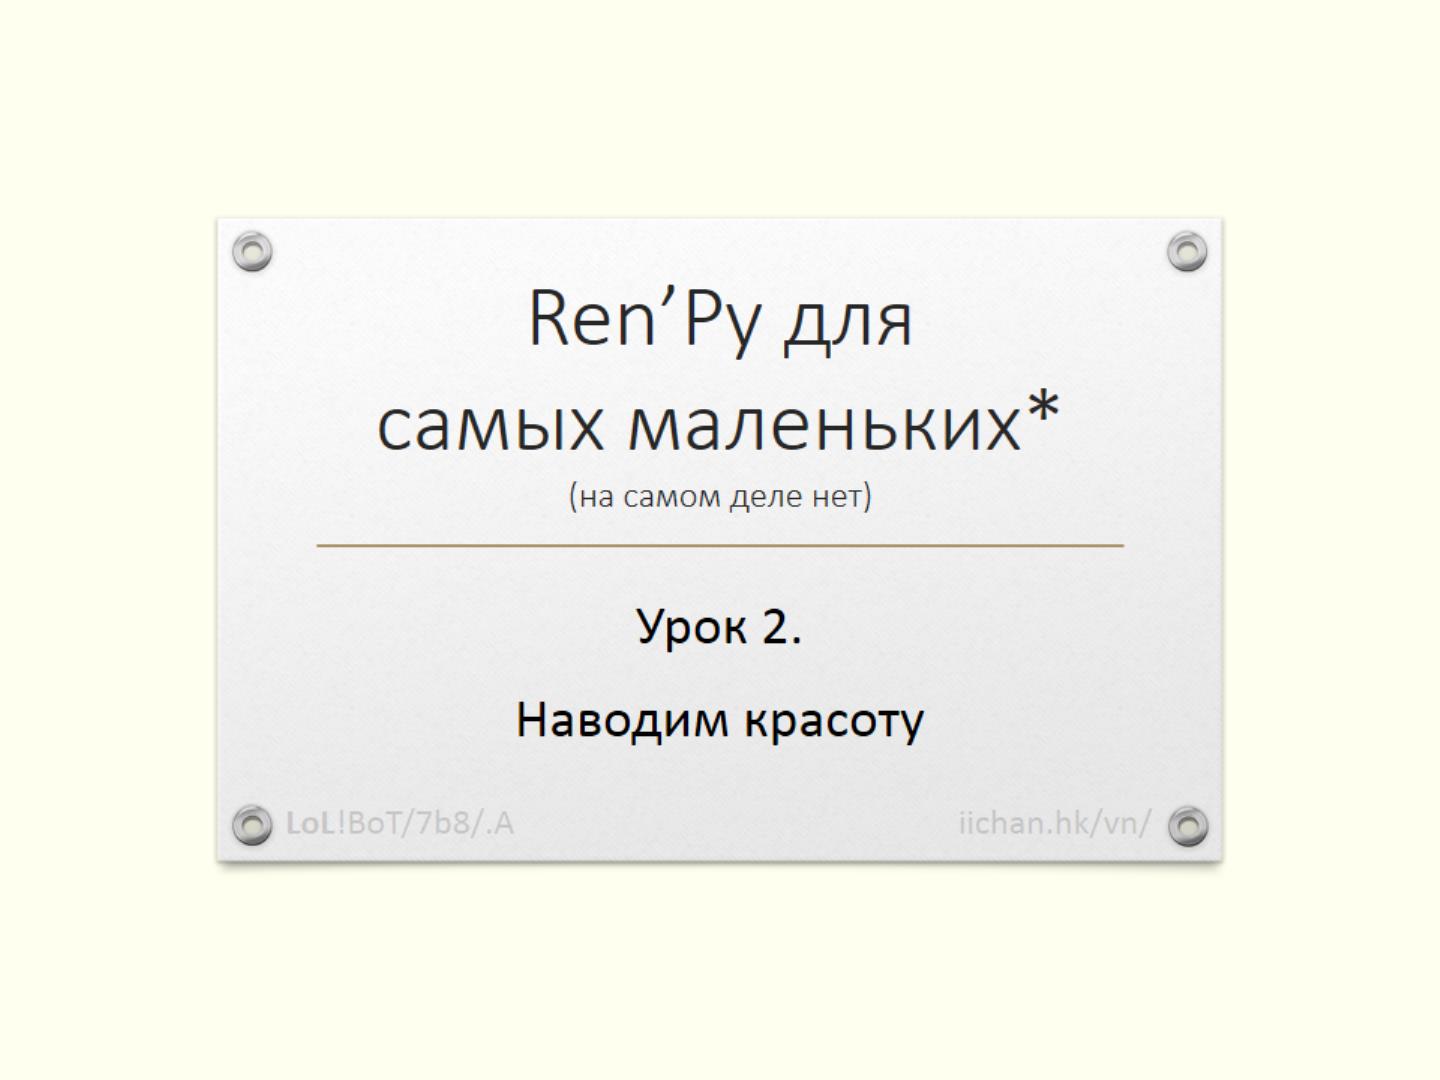 Ren’Py для
самых маленьких*
(на самом деле нет)
Урок 2.
Наводим красоту
LoL!BoT/7b8/.A
iichan.hk/vn/